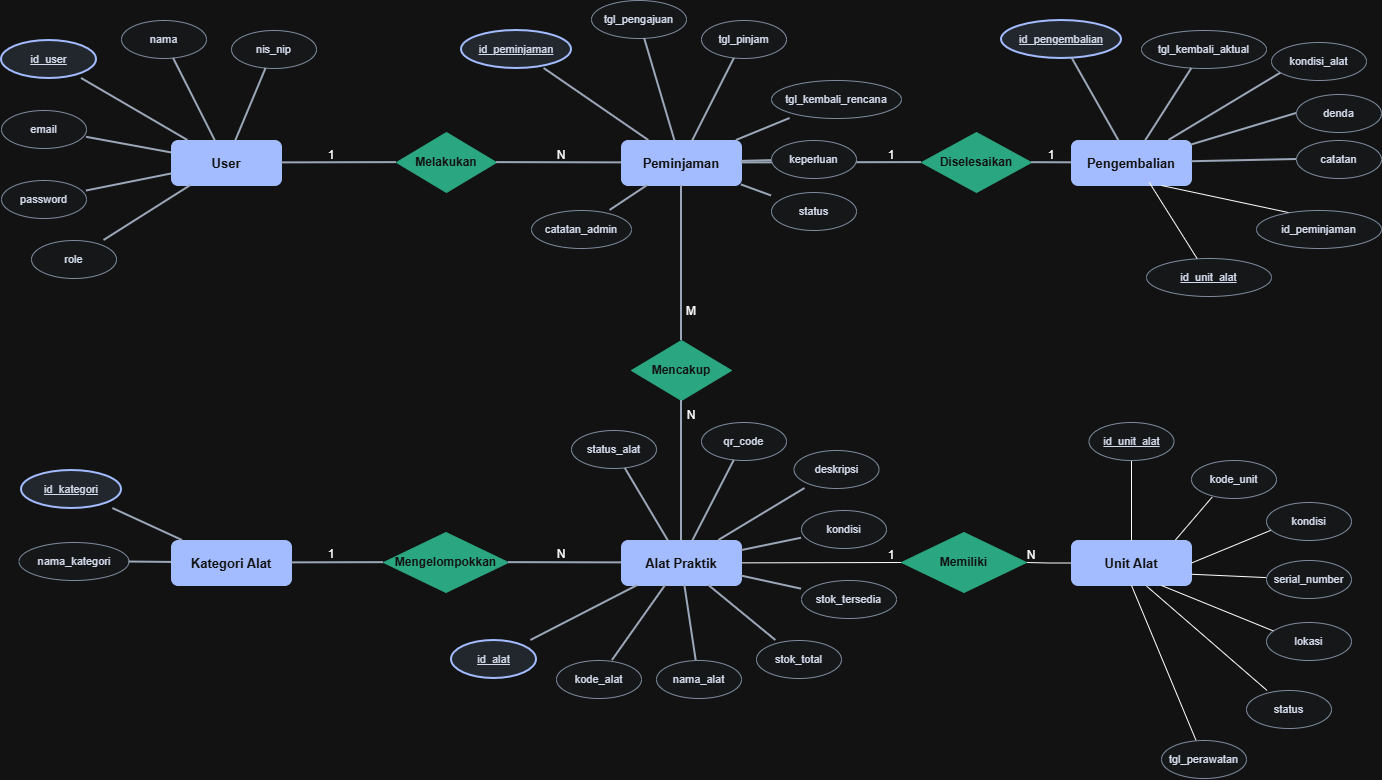 tgl_pengajuan
nama
nis_nip
id_peminjaman
tgl_pinjam
id_pengembalian
tgl_kembali_aktual
id_user
kondisi_alat
tgl_kembali_rencana
denda
email
User
1
Melakukan
N
Peminjaman
keperluan
1
Diselesaikan
1
Pengembalian
catatan
password
status
catatan_admin
id_peminjaman
role
id_unit_alat
M
Mencakup
N
status_alat
qr_code
id_unit_alat
deskripsi
kode_unit
id_kategori
kondisi
kondisi
nama_kategori
Kategori Alat
1
Mengelompokkan
N
Alat Praktik
1
Memiliki
N
Unit Alat
serial_number
stok_tersedia
id_alat
stok_total
lokasi
kode_alat
nama_alat
status
tgl_perawatan